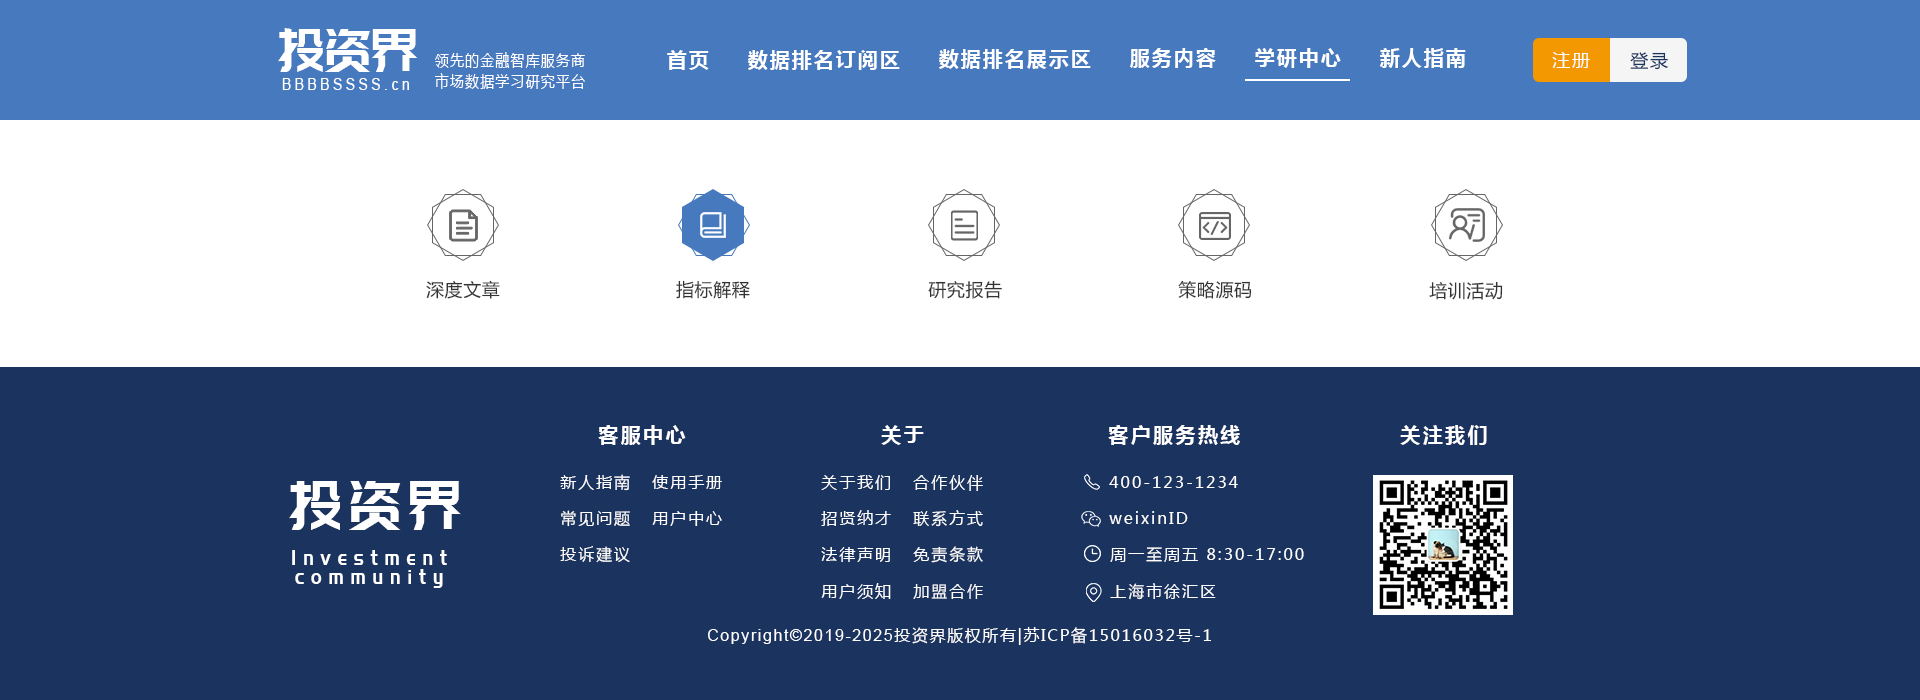 投资界
BBBBSSSS.cn
领先的金融智库服务商
市场数据学习研究平台
首页
数据排名订阅区
数据排名展示区
服务内容
学研中心
新人指南
注册
登录
深度文章
指标解释
研究报告
策略源码
培训活动
投资界
Investment
community
客服中心
新人指南 使用手册
常见问题 用户中心
投诉建议
关于
关于我们 合作伙伴
招贤纳才 联系方式
法律声明 免责条款
用户须知 加盟合作
客户服务热线
400-123-1234
weixinID
周一至周五 8:30-17:00
上海市徐汇区
关注我们
Copyright©2019-2025投资界版权所有|苏ICP备15016032号-1